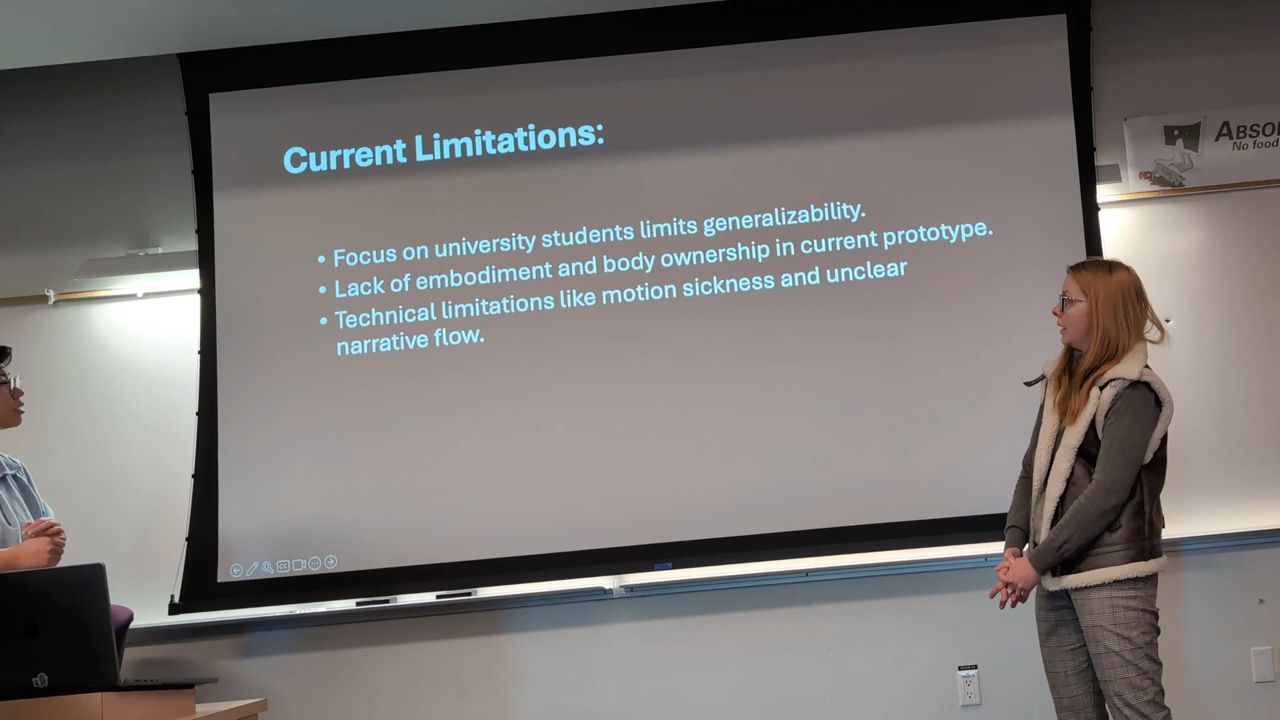 Current Limitations:
• Focus on university students limits generalizability.
• Lack of embodiment and body ownership in current prototype.
• Technical limitations like motion sickness and unclear
narrative flow.
No food